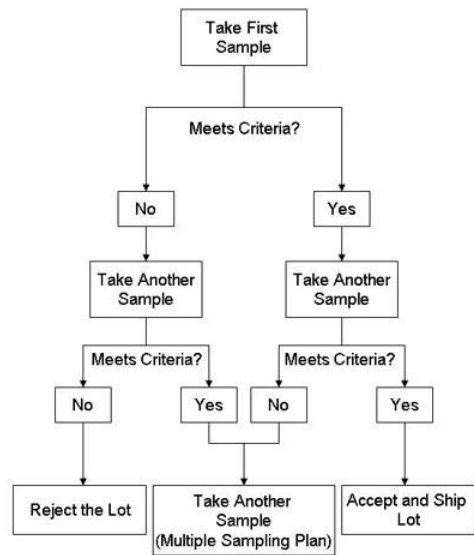 Take First
Sample
Meets Criteria?
No
Yes
Take Another
Sample
Take Another
Sample
Meets Criteria?
Meets Criteria?
No
Yes
No
Yes
Reject the Lot
Take Another
Sample
(Multiple Sampling Plan)
Accept and Ship
Lot